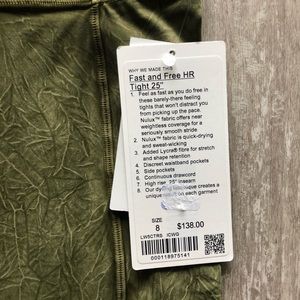 WHY WE MADE THIS
Fast and Free HR
Tight 25"
1. Feel as fast as you do free in
these barely-there feeling
tights that won't distract you
from picking up the pace.
Nulux™ fabric offers near
weightless coverage for a
seriously smooth stride
2. Nulux™ fabric is quick-drying
and sweat-wicking
3. Added Lycra® fibre for stretch
and shape retention
4. Discreet waistband pockets
5. Side pockets
6. Continuous drawcord
7. High rise, 25" inseam
8. Our dyeing technique creates a
unique on each garment
SIZE
8 $138.00
LW5CTRS ICWG
000118975141